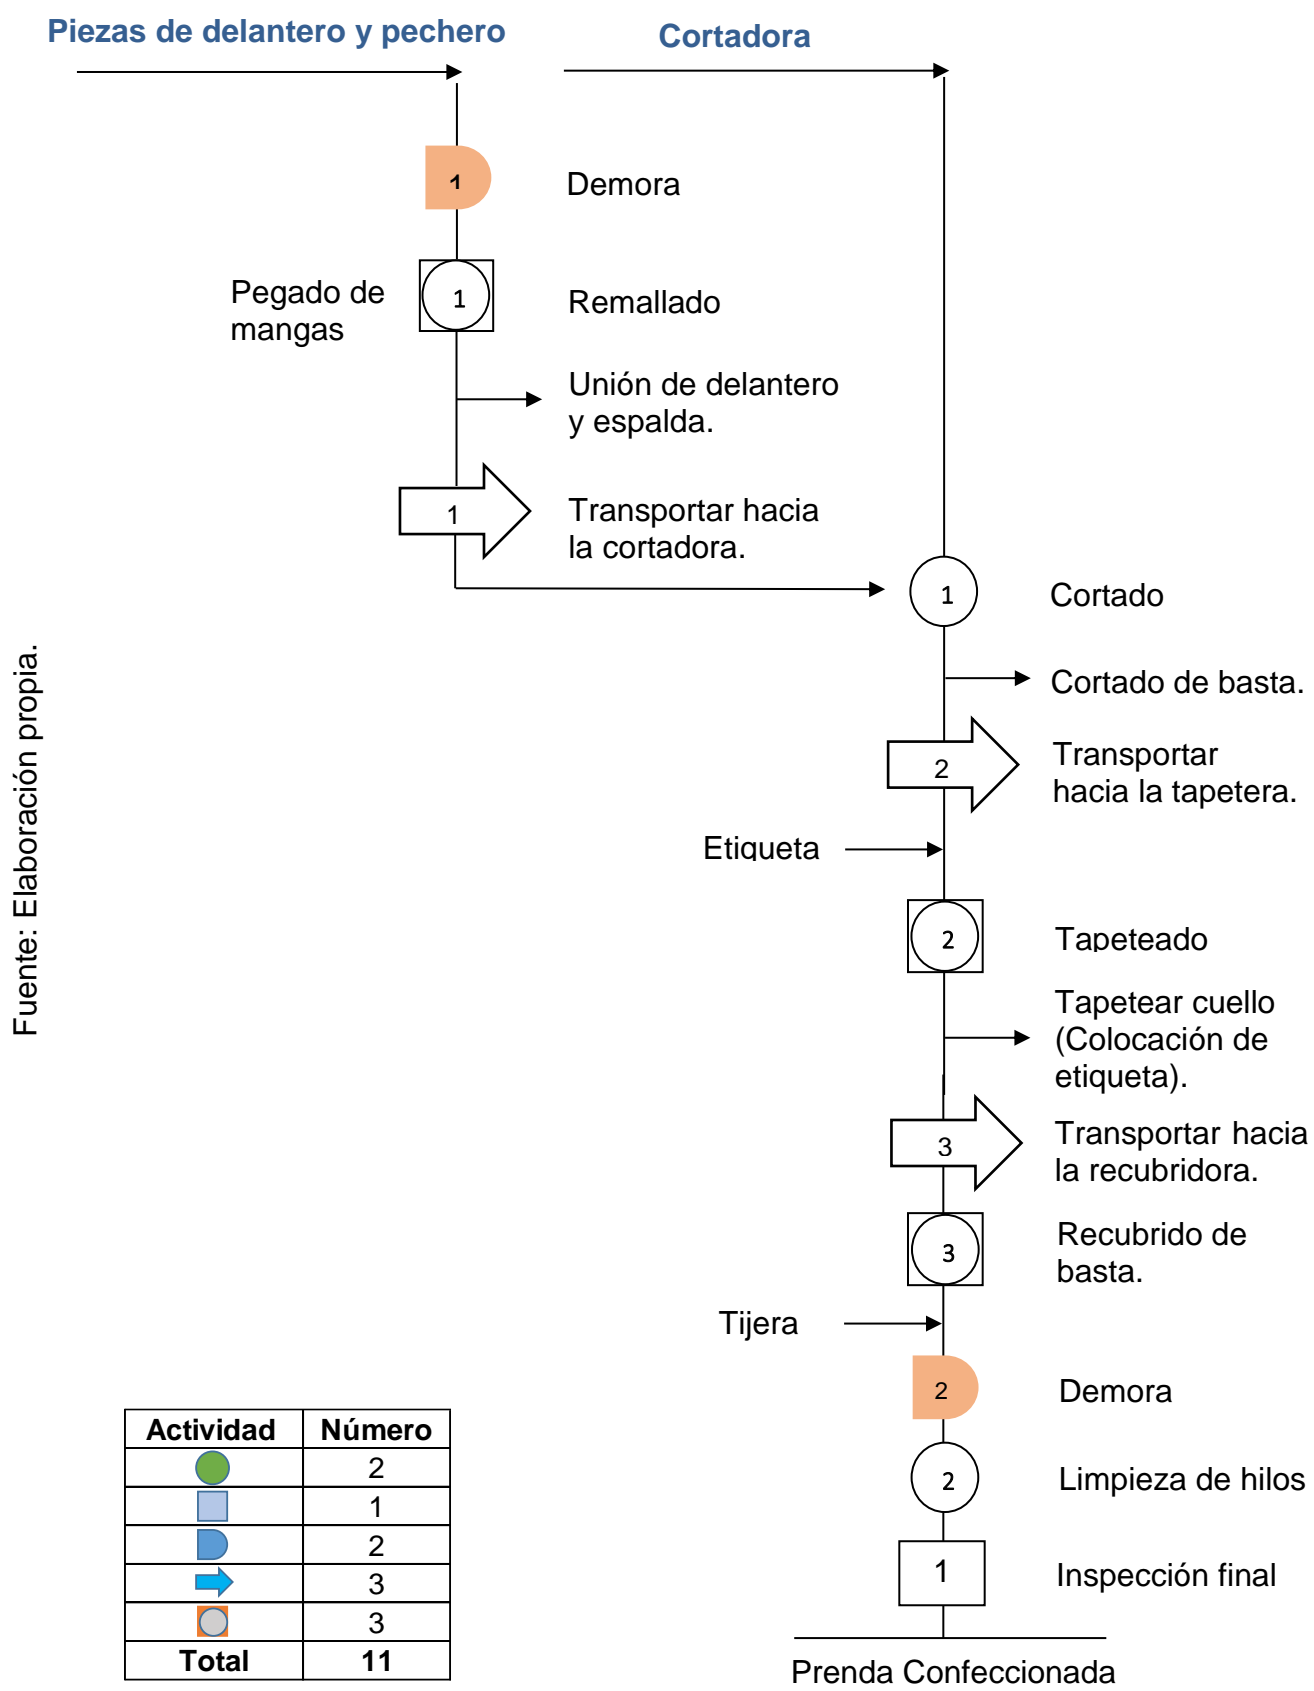 Piezas de delantero y pechero
Cortadora
1
Demora
Pegado de
mangas
1
Remallado
Unión de delantero
y espalda.
1
Transportar hacia
la cortadora.
1
Cortado
Cortado de basta.
2
Transportar
hacia la tapetera.
Etiqueta
2
Tapeteado
Tapetear cuello
(Colocación de
etiqueta).
3
Transportar hacia
la recubridora.
3
Recubrido de
basta.
Tijera
2
Demora
2
Limpieza de hilos
1
Inspección final
Prenda Confeccionada
Actividad Número
2
1
2
3
3
Total 11
Fuente: Elaboración propia.